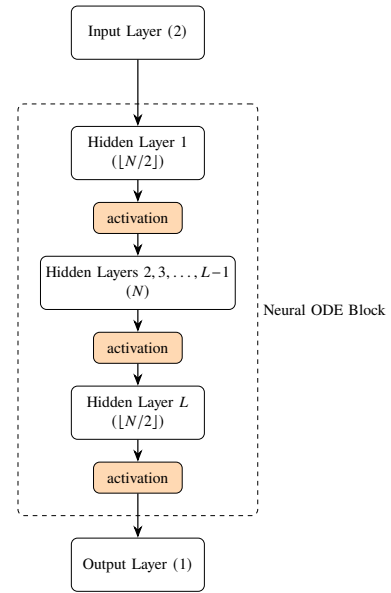 Input Layer (2)
Hidden Layer 1
(⌊N/2⌋)
activation
Hidden Layers 2, 3, . . . , L−1
(N)
Neural ODE Block
activation
Hidden Layer L
(⌊N/2⌋)
activation
Output Layer (1)